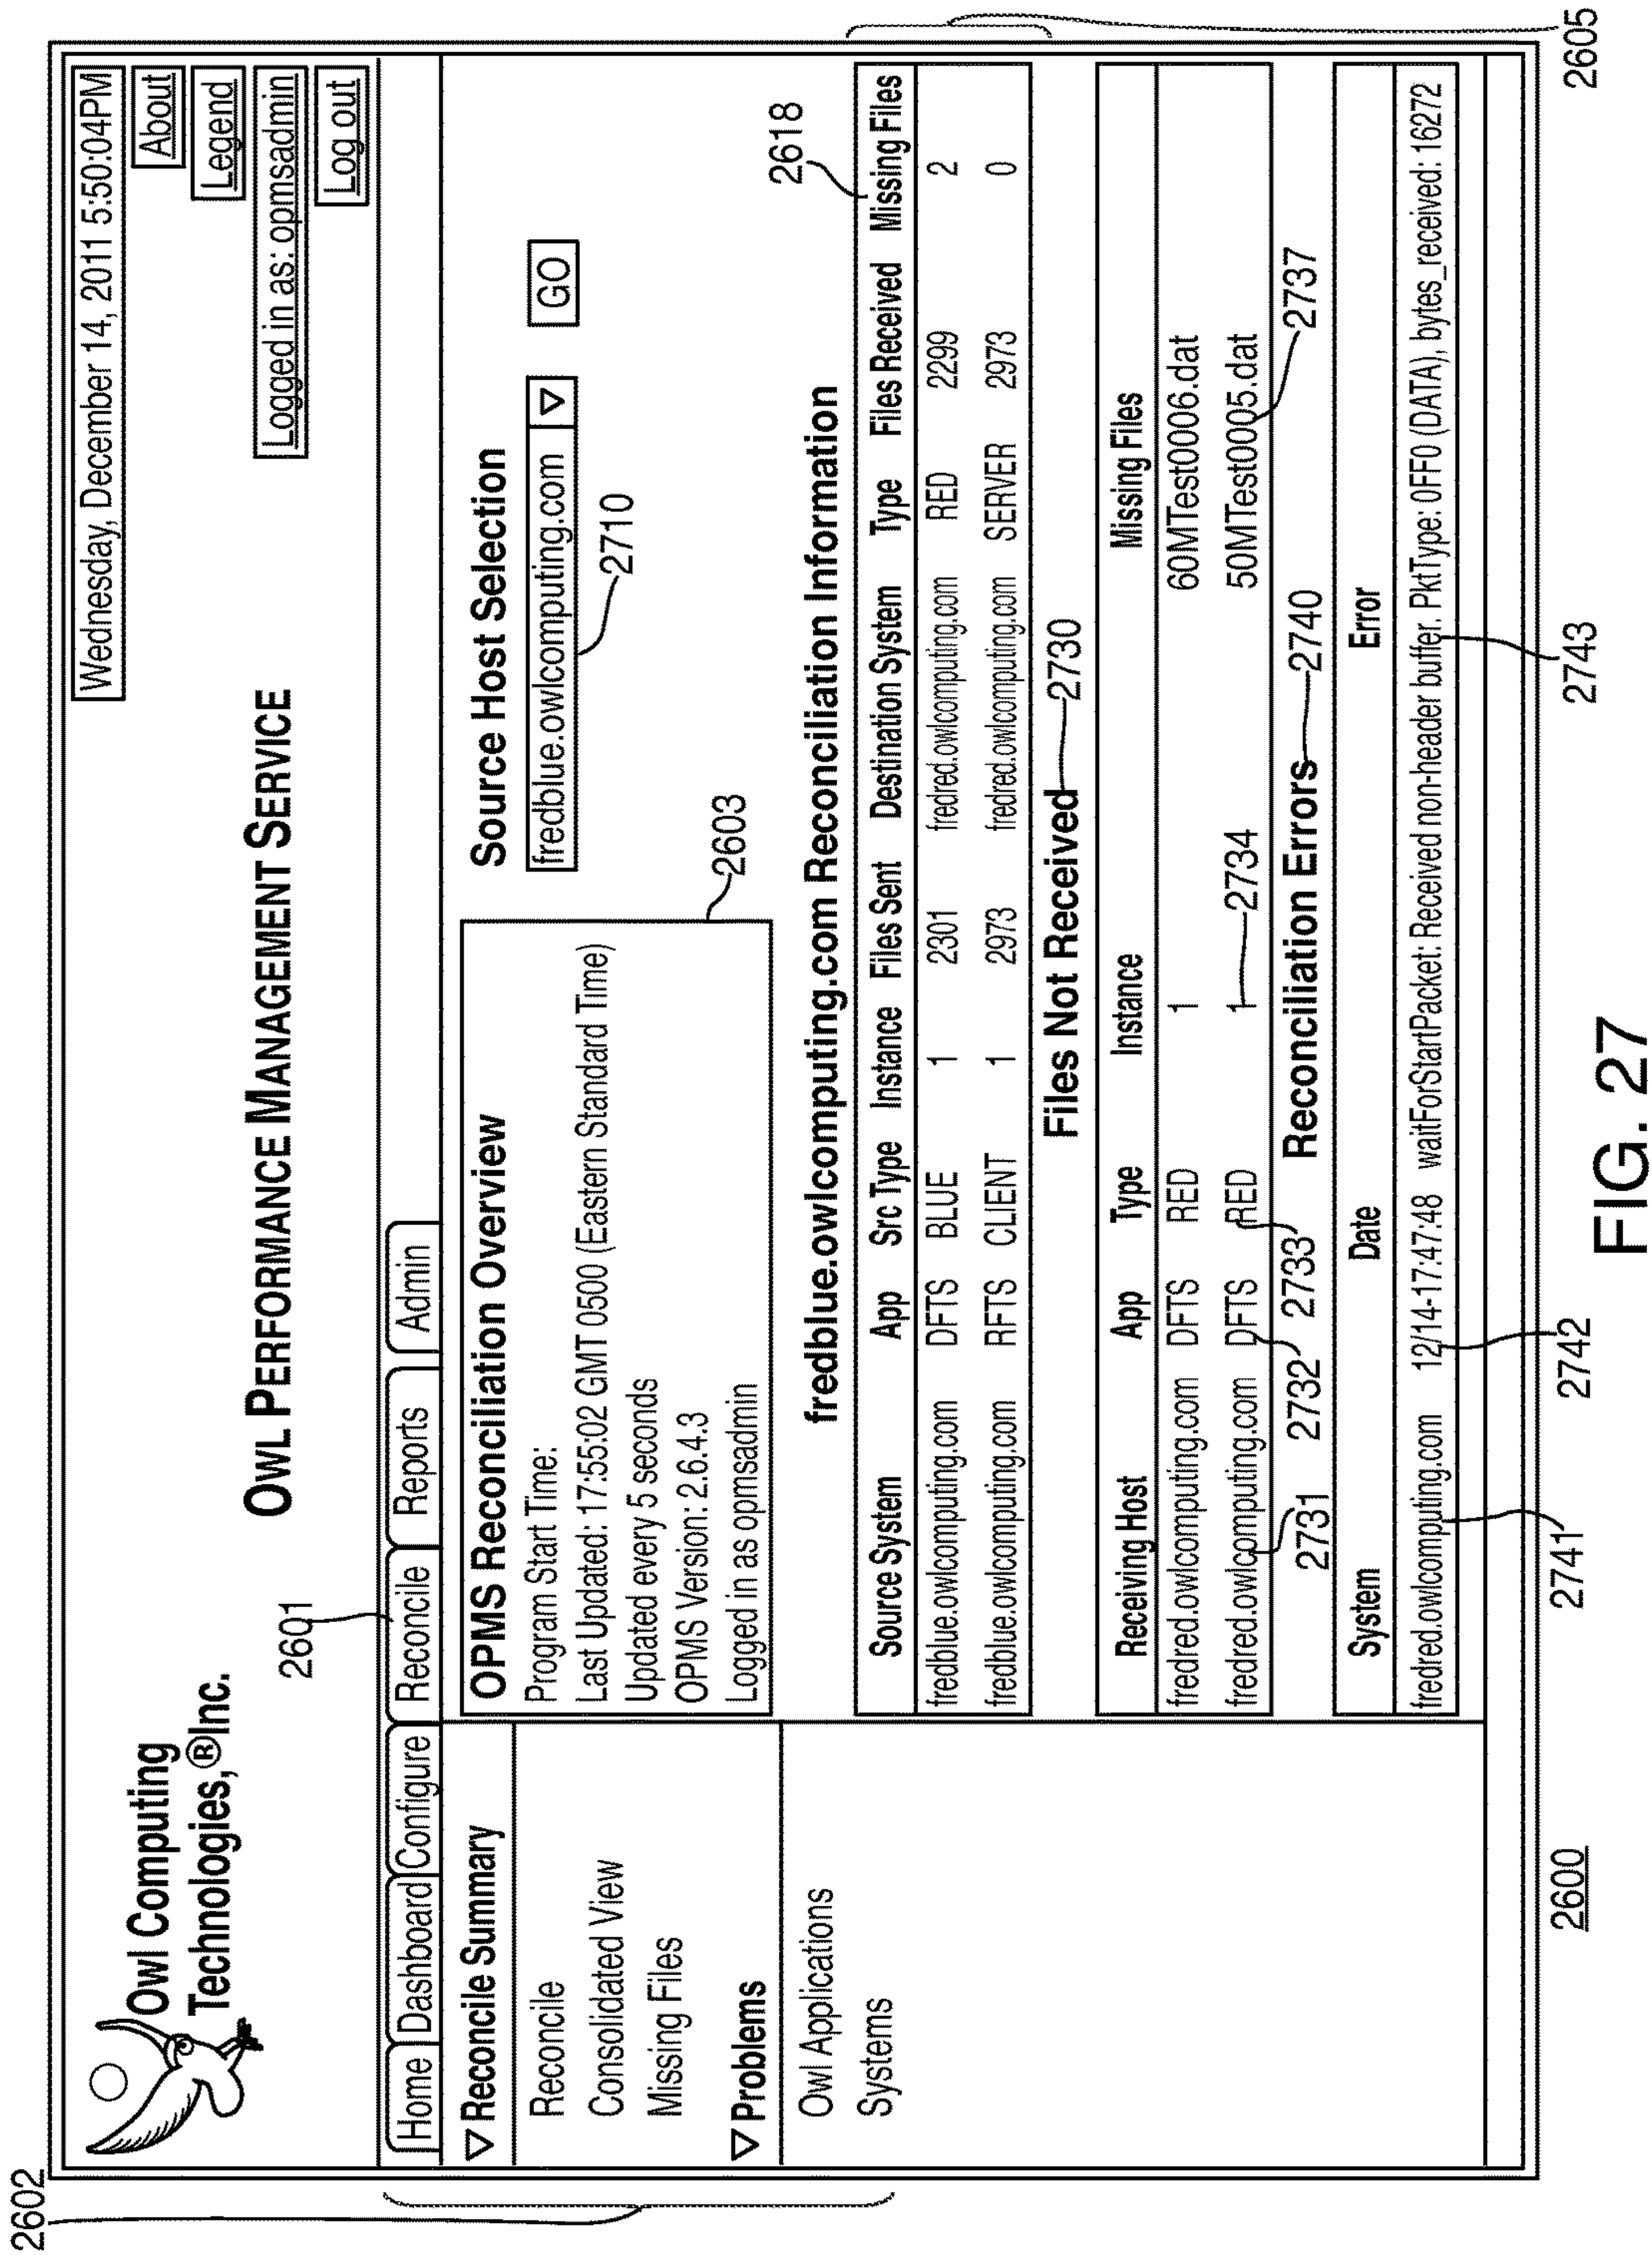 Wednesday, December 14, 2011 5:50:04PM
Owl Computing
Technologies,®Inc.
About
Legend
OWL PERFORMANCE MANAGEMENT SERVICE
Logged in as: opmsadmin
Log out
2601
2602
Home Dashboard Configure Reconcile Reports Admin
▽ Reconcile Summary
Reconcile
Consolidated View
Missing Files
▽ Problems
Owl Applications
Systems
OPMS Reconciliation Overview
Program Start Time:
Last Updated: 17:55:02 GMT 0500 (Eastern Standard Time)
Updated every 5 seconds
OPMS Version: 2.6.4.3
Logged in as opmsadmin
2603
Source Host Selection
fredblue.owlcomputing.com ▽ GO
2710
2618
fredblue.owlcomputing.com Reconciliation Information
Source System App Src Type Instance Files Sent Destination System Type Files Received Missing Files
fredblue.owlcomputing.com DFTS BLUE 1 2301 fredred.owlcomputing.com RED 2299 2
fredblue.owlcomputing.com RFTS CLIENT 1 2973 fredred.owlcomputing.com SERVER 2973 0
2605
Files Not Received 2730
Receiving Host App Type Instance Missing Files
fredred.owlcomputing.com DFTS RED 1 60MTest0006.dat
fredred.owlcomputing.com DFTS RED 1 50MTest0005.dat
2731 2732 2733 2734 2737
Reconciliation Errors 2740
System Date Error
fredred.owlcomputing.com 12/14-17:47:48 waitForStartPacket: Received non-header buffer. PktType: 0FF0 (DATA), bytes_received: 16272
2741 2742 2743
2600
FIG. 27